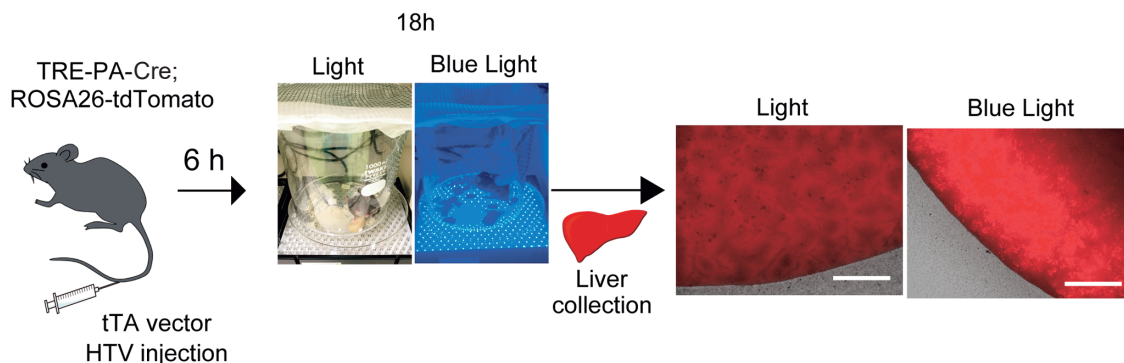 18h
TRE-PA-Cre;
ROSA26-tdTomato
Light
Blue Light
6 h
tTA vector
HTV injection
Liver
collection
Light
Blue Light